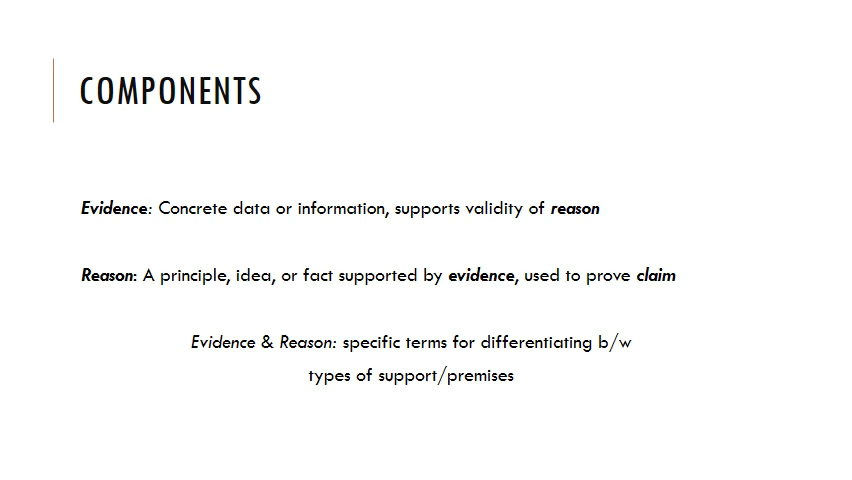 COMPONENTS
Evidence: Concrete data or information, supports validity of reason
Reason: A principle, idea, or fact supported by evidence, used to prove claim
Evidence & Reason: specific terms for differentiating b/w
types of support/premises